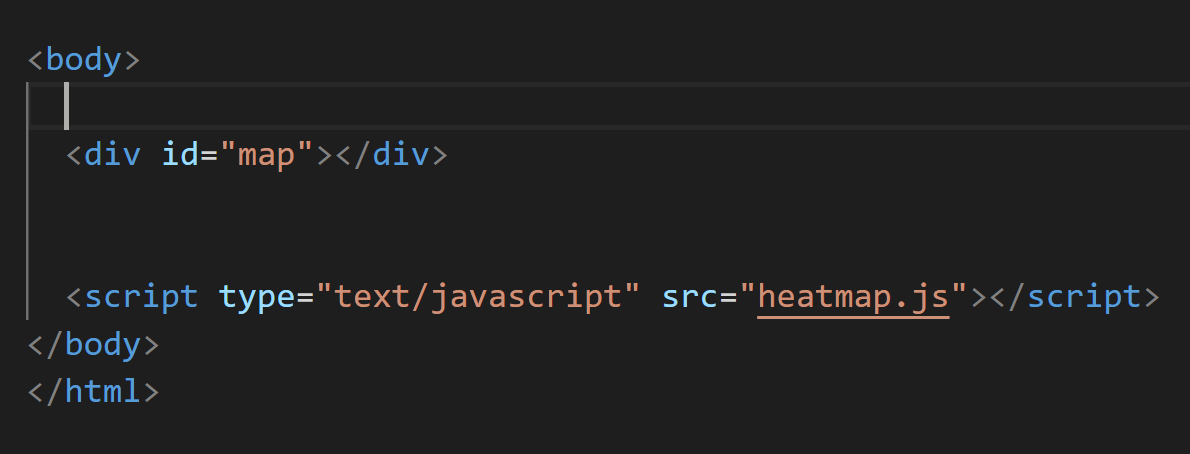 <body>
<div id="map"></div>
<script type="text/javascript" src="heatmap.js"></script>
</body>
</html>